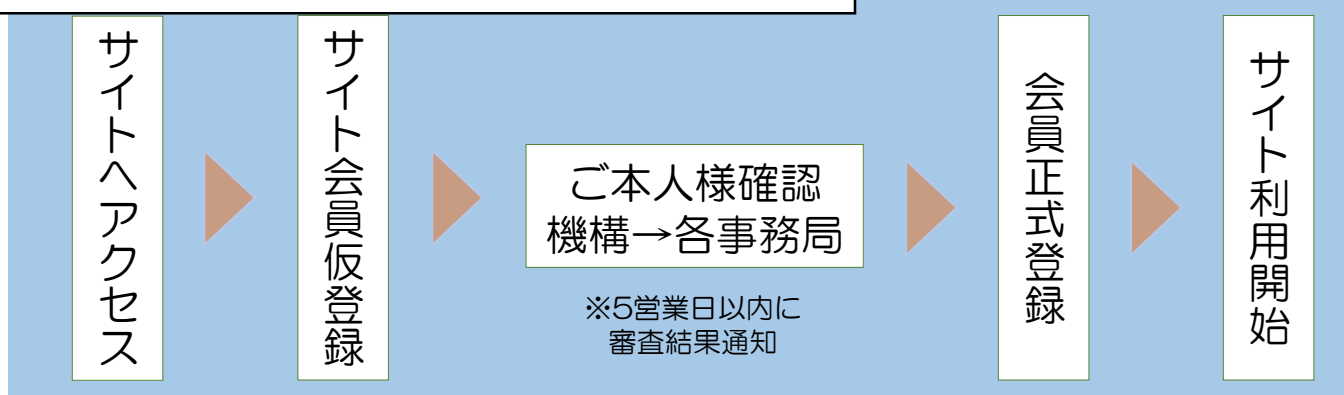 サイトへアクセス
サイト会員仮登録
ご本人様確認
機構→各事務局
※5営業日以内に
審査結果通知
会員正式登録
サイト利用開始